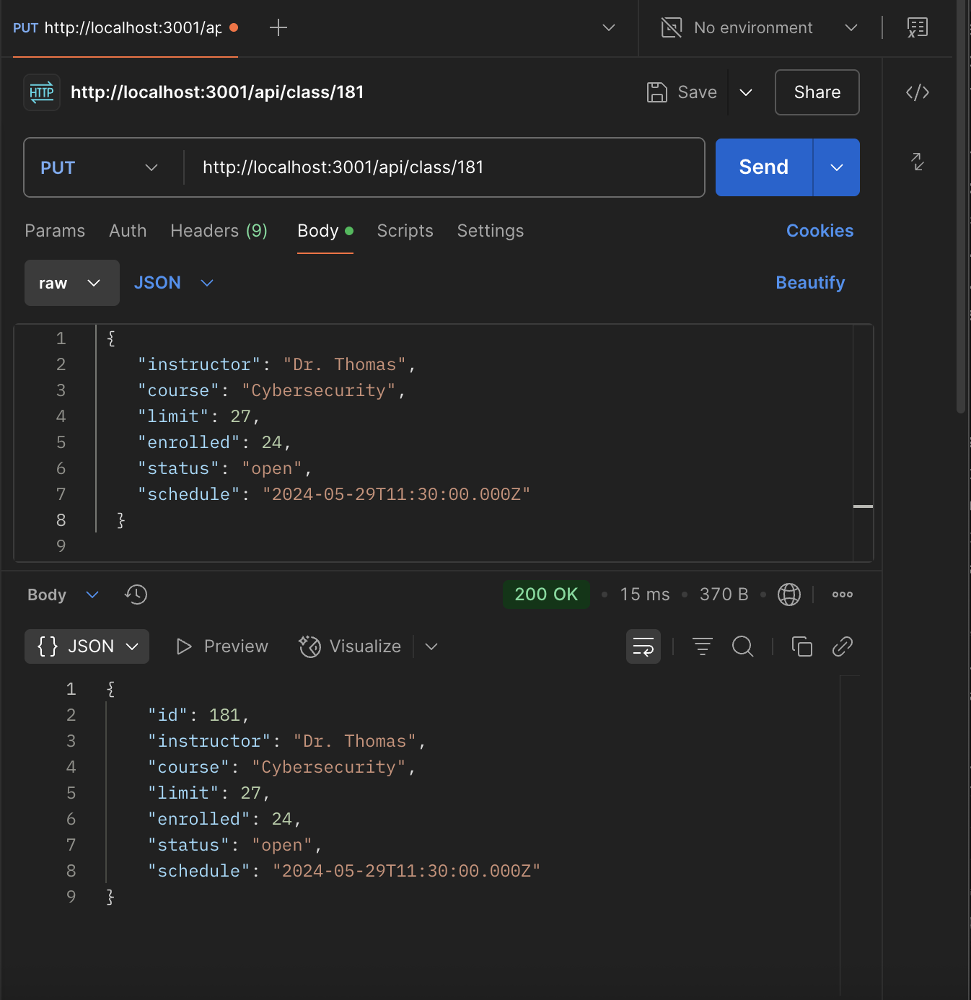 PUT http://localhost:3001/ap
No environment
HTTP http://localhost:3001/api/class/181
Save
Share
PUT http://localhost:3001/api/class/181
Send
Params Auth Headers (9) Body Scripts Settings Cookies
raw JSON Beautify
1 {
2 "instructor": "Dr. Thomas",
3 "course": "Cybersecurity",
4 "limit": 27,
5 "enrolled": 24,
6 "status": "open",
7 "schedule": "2024-05-29T11:30:00.000Z"
8 }
9
Body 200 OK • 15 ms • 370 B •
{} JSON Preview Visualize
1 {
2 "id": 181,
3 "instructor": "Dr. Thomas",
4 "course": "Cybersecurity",
5 "limit": 27,
6 "enrolled": 24,
7 "status": "open",
8 "schedule": "2024-05-29T11:30:00.000Z"
9 }